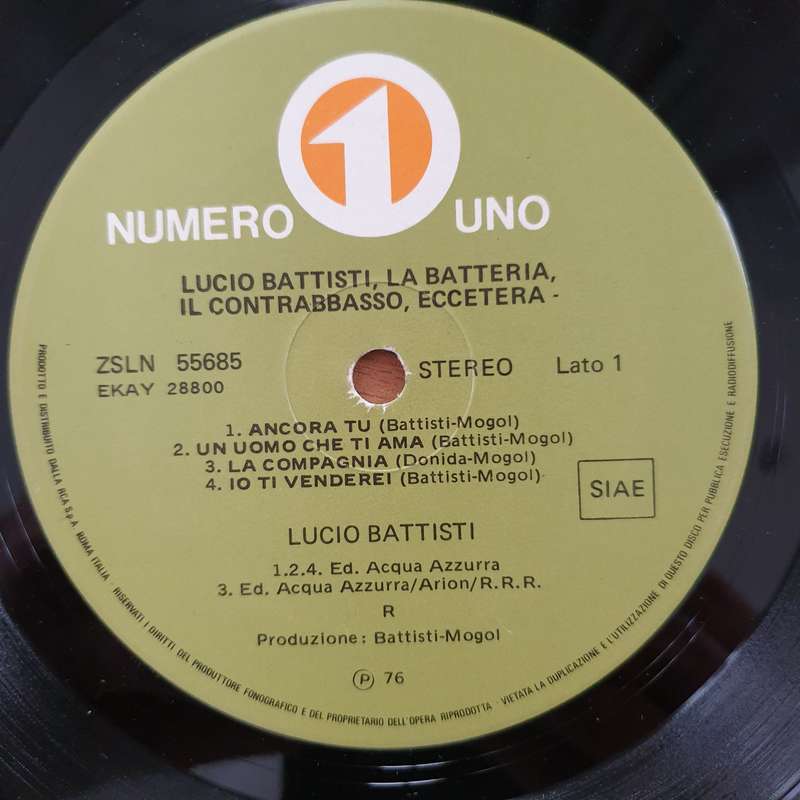 1
NUMERO UNO
LUCIO BATTISTI, LA BATTERIA,
IL CONTRABBASSO, ECCETERA -
ZSLN 55685
EKAY 28800
STEREO
Lato 1
1. ANCORA TU (Battisti-Mogol)
2. UN UOMO CHE TI AMA (Battisti-Mogol)
3. LA COMPAGNIA (Donida-Mogol)
4. IO TI VENDEREI (Battisti-Mogol)
SIAE
LUCIO BATTISTI
1.2.4. Ed. Acqua Azzurra
3. Ed. Acqua Azzurra/Arion/R.R.R.
R
Produzione: Battisti-Mogol
Ⓟ 76
PRODOTTO E DISTRIBUITO DALLA RCA S.p.A. ROMA ITALIA - RISERVATI I DIRITTI DEL PRODUTTORE FONOGRAFICO E DEL PROPRIETARIO DELL'OPERA RIPRODOTTA - VIETATA LA DUPLICAZIONE E L'UTILIZZAZIONE DI QUESTO DISCO PER PUBBLICA ESECUZIONE E RADIODIFFUSIONE